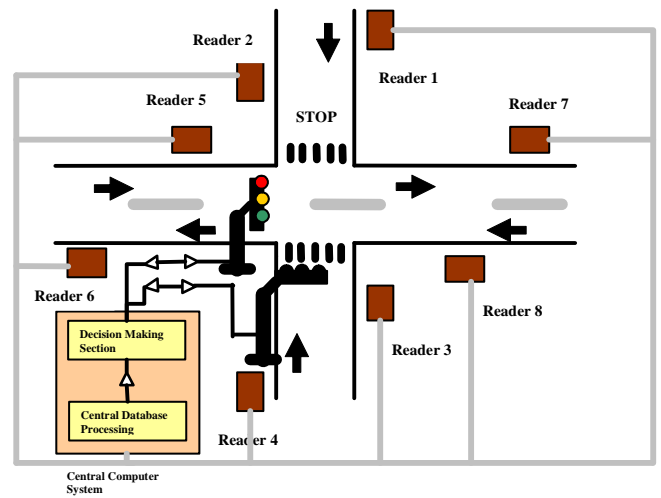 Reader 2
Reader 1
Reader 5
Reader 7
STOP
Reader 6
Reader 8
Decision Making
Section
Reader 3
Central Database
Processing
Reader 4
Central Computer
System